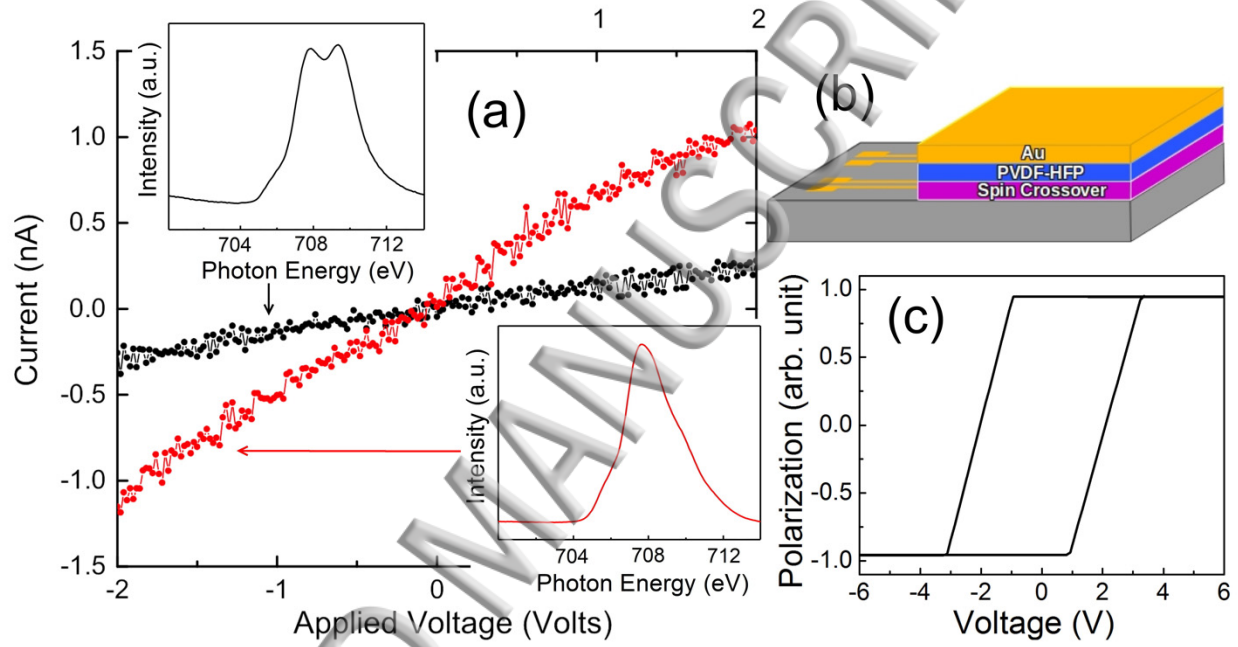 1
2
1.5
1.0
0.5
0.0
-0.5
-1.0
-1.5
Current (nA)
-2
-1
0
Applied Voltage (Volts)
(a)
Intensity (a.u.)
704
708
712
Photon Energy (eV)
Intensity (a.u.)
704
708
712
Photon Energy (eV)
(b)
Au
PVDF-HFP
Spin Crossover
(c)
Polarization (arb. unit)
1.0
0.5
0.0
-0.5
-1.0
-6
-4
-2
0
2
4
6
Voltage (V)
MANUSCRI